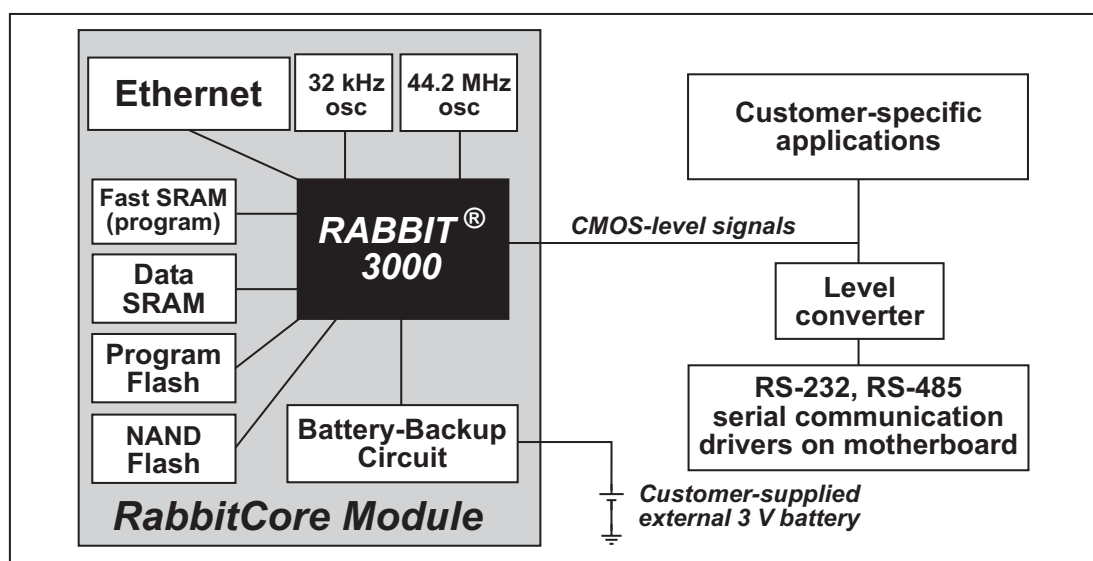 Ethernet
32 kHz
osc
44.2 MHz
osc
Customer-specific
applications
Fast SRAM
(program)
RABBIT ®
3000
CMOS-level signals
Data
SRAM
Level
converter
Program
Flash
NAND
Flash
Battery-Backup
Circuit
RS-232, RS-485
serial communication
drivers on motherboard
Customer-supplied
external 3 V battery
RabbitCore Module